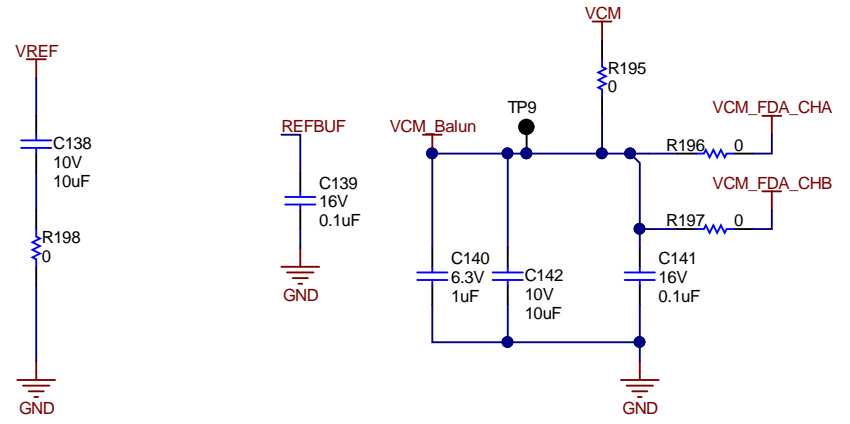 VREF
C138
10V
10uF
R198
0
GND
REFBUF
C139
16V
0.1uF
GND
VCM
R195
0
TP9
VCM_Balun
VCM_FDA_CHA
R196 0
VCM_FDA_CHB
R197 0
C140
6.3V
1uF
C142
10V
10uF
C141
16V
0.1uF
GND